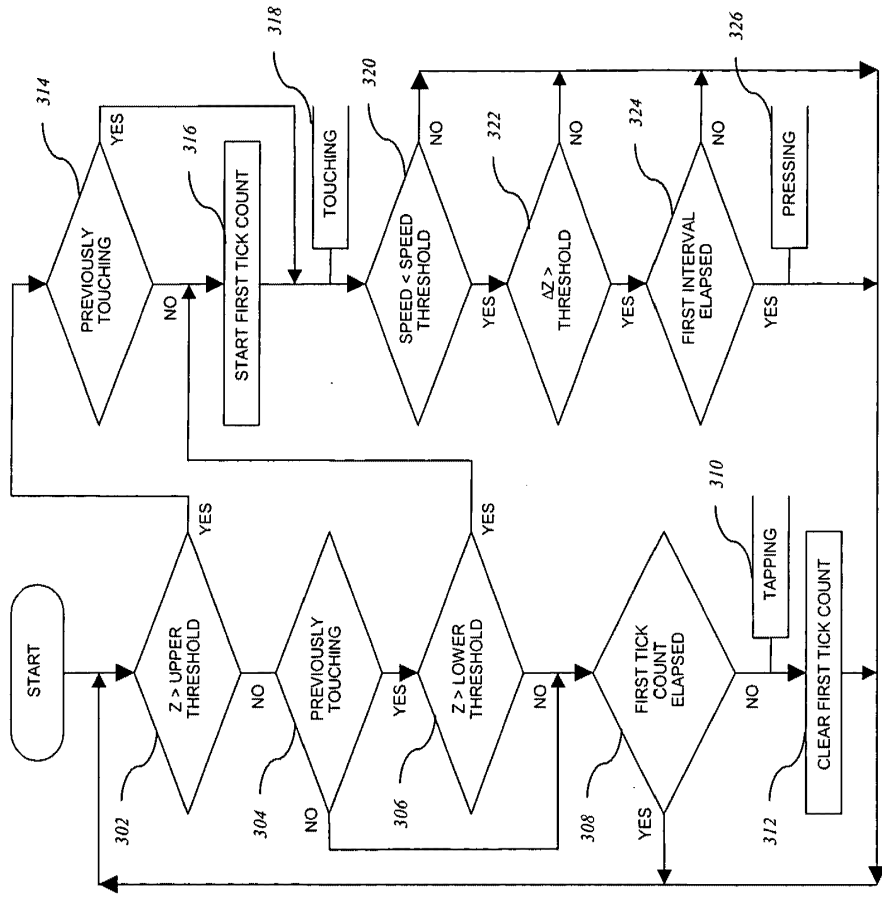 START
Z > UPPER
THRESHOLD
302
YES
NO
PREVIOUSLY
TOUCHING
304
NO
YES
Z > LOWER
THRESHOLD
306
YES
NO
FIRST TICK
COUNT
ELAPSED
308
YES
NO
TAPPING
310
CLEAR FIRST TICK COUNT
312
PREVIOUSLY
TOUCHING
314
YES
NO
START FIRST TICK COUNT
316
TOUCHING
318
SPEED < SPEED
THRESHOLD
320
NO
YES
ΔZ >
THRESHOLD
322
NO
YES
FIRST INTERVAL
ELAPSED
324
NO
YES
PRESSING
326